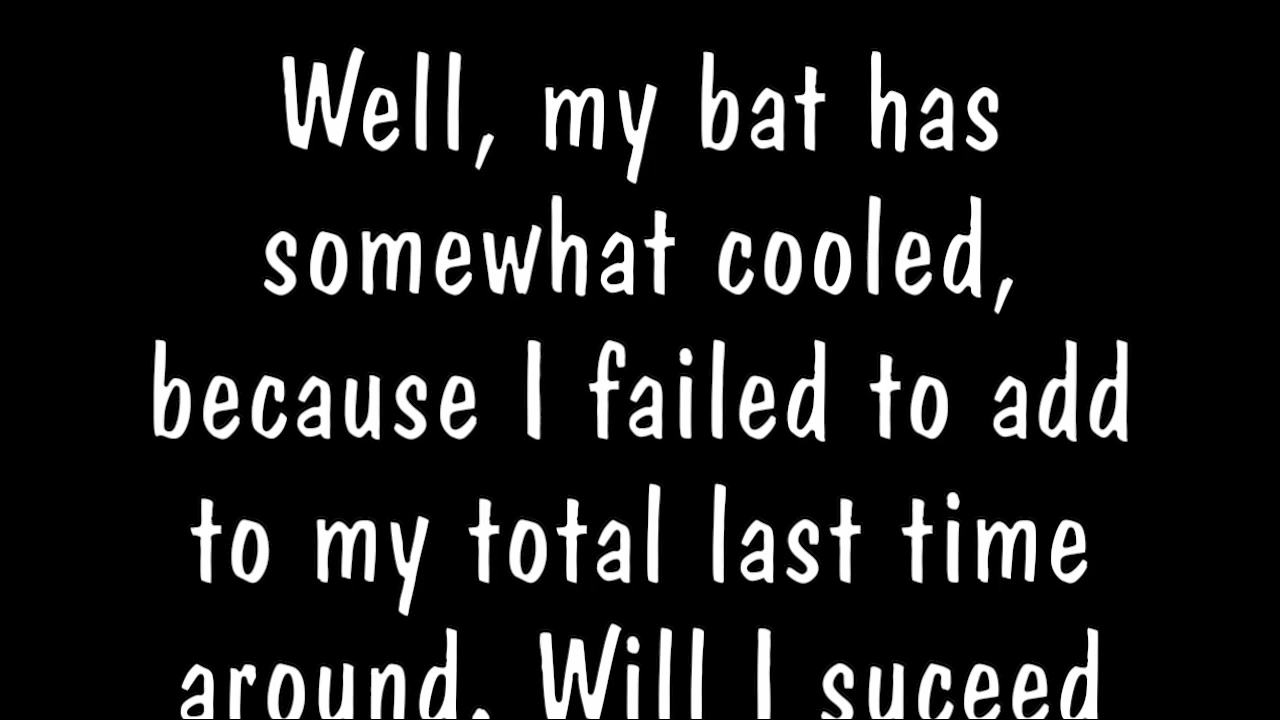 Well, my bat has
somewhat cooled,
because I failed to add
to my total last time
around. Will I suceed